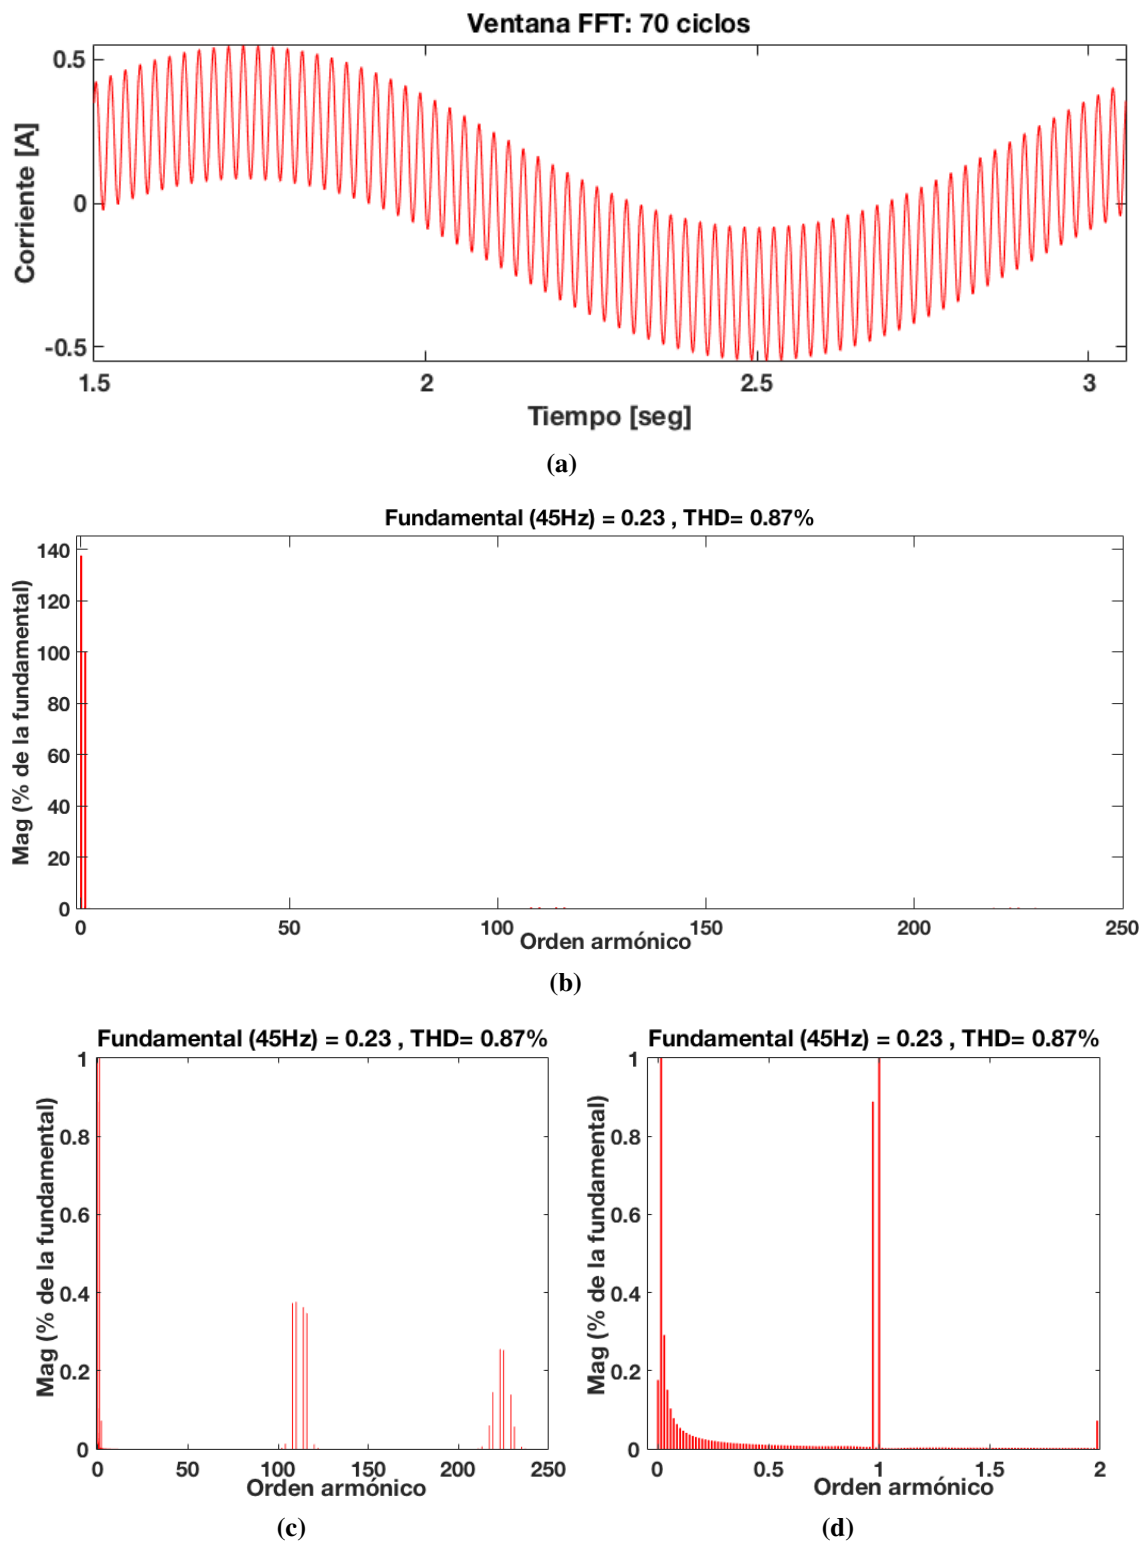 Ventana FFT: 70 ciclos
0.5
0
-0.5
Corriente [A]
1.5 2 2.5 3
Tiempo [seg]
(a)
Fundamental (45Hz) = 0.23 , THD= 0.87%
140
120
100
80
60
40
20
0
Mag (% de la fundamental)
0 50 100 150 200 250
Orden armónico
(b)
Fundamental (45Hz) = 0.23 , THD= 0.87%
1
0.8
0.6
0.4
0.2
0
Mag (% de la fundamental)
0 50 100 150 200 250
Orden armónico
(c)
Fundamental (45Hz) = 0.23 , THD= 0.87%
1
0.8
0.6
0.4
0.2
0
Mag (% de la fundamental)
0 0.5 1 1.5 2
Orden armónico
(d)